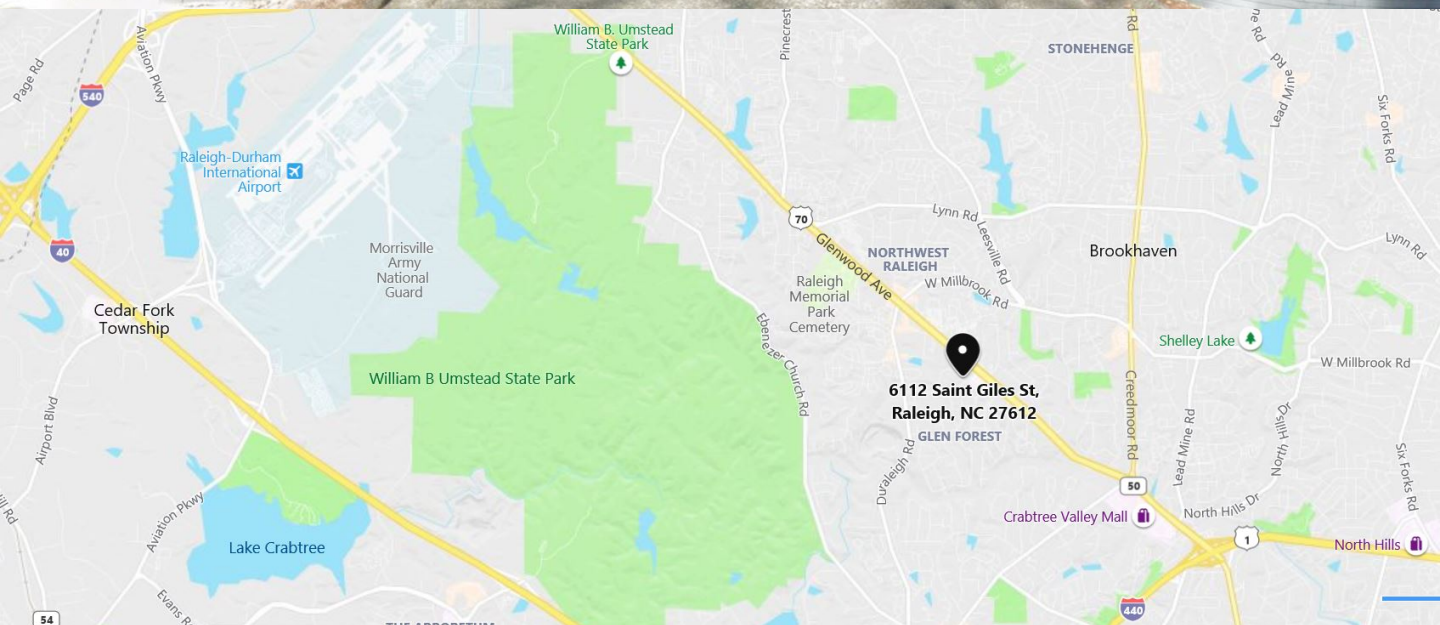 William B. Umstead
State Park
STONEHENGE
Page Rd
Aviation Pkwy
Pinecrest
Rd
Lead Mine Rd
Six Forks Rd
540
Raleigh-Durham
International
Airport
70
Lynn Rd
Leesville Rd
Glenwood Ave
NORTHWEST
RALEIGH
W Millbrook Rd
Brookhaven
Lynn Rd
40
Morrisville
Army
National
Guard
Raleigh
Memorial
Park
Cemetery
Cedar Fork
Township
Ebenezer Church Rd
Shelley Lake
W Millbrook Rd
William B Umstead State Park
6112 Saint Giles St,
Raleigh, NC 27612
GLEN FOREST
Airport Blvd
Creedmoor Rd
Lead Mine Rd
North Hills Dr
Six Forks Rd
Duraleigh Rd
50
Aviation Pkwy
Crabtree Valley Mall
North Hills Dr
Lake Crabtree
1
North Hills
Evans R
54
440
THE ARBORETUM